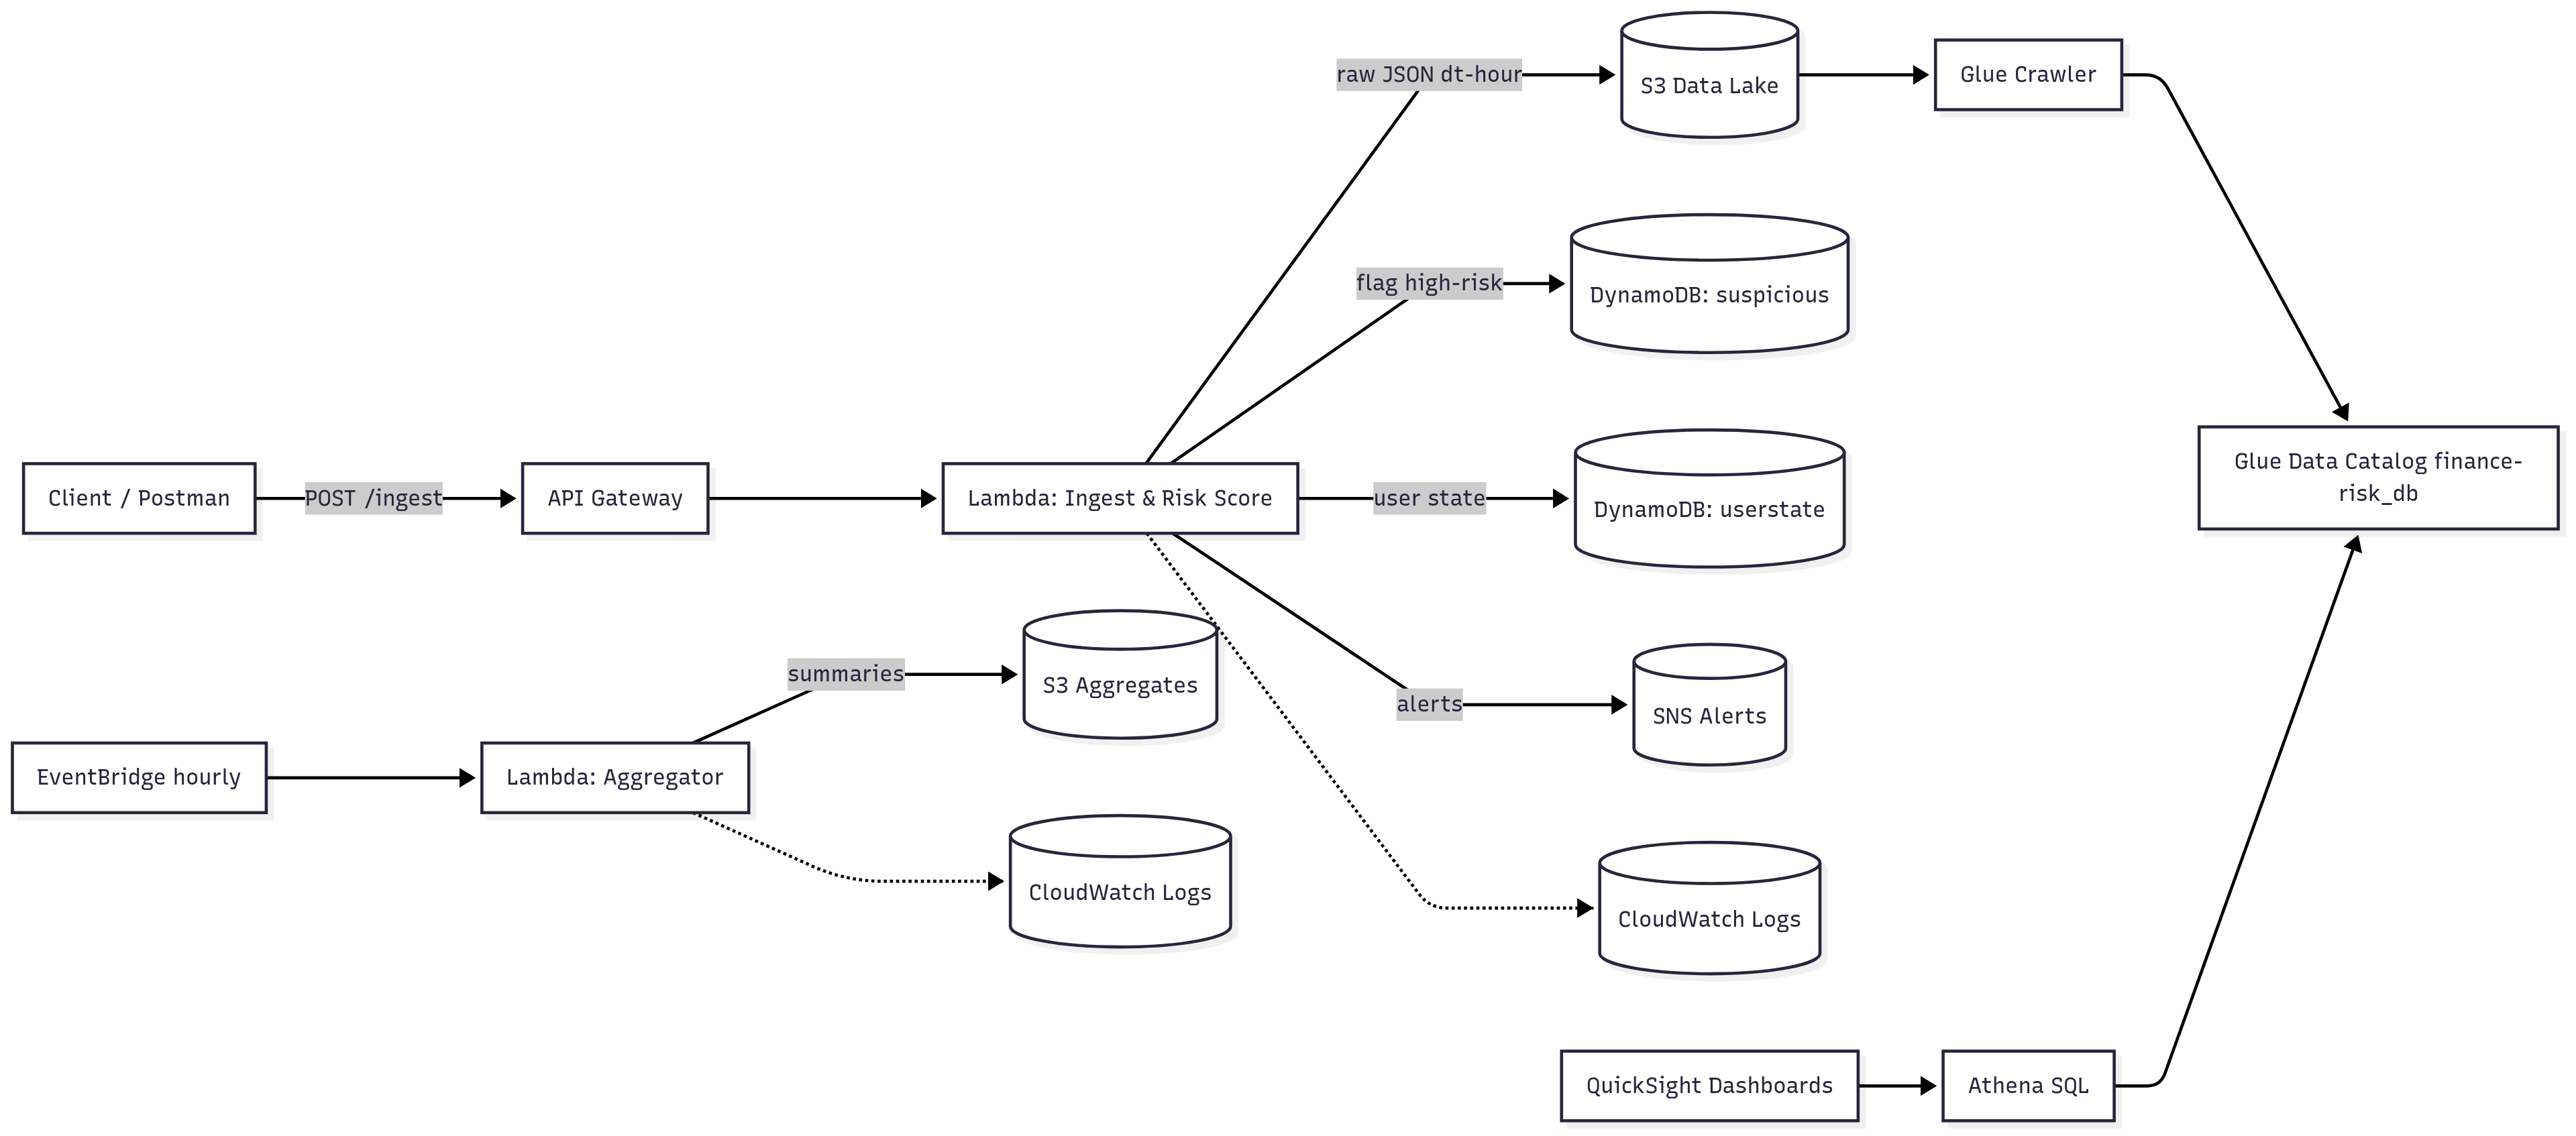 raw JSON dt-hour
S3 Data Lake
Glue Crawler
flag high-risk
DynamoDB: suspicious
Client / Postman
POST /ingest
API Gateway
Lambda: Ingest & Risk Score
user state
DynamoDB: userstate
Glue Data Catalog finance-
risk_db
summaries
S3 Aggregates
alerts
SNS Alerts
EventBridge hourly
Lambda: Aggregator
CloudWatch Logs
CloudWatch Logs
QuickSight Dashboards
Athena SQL